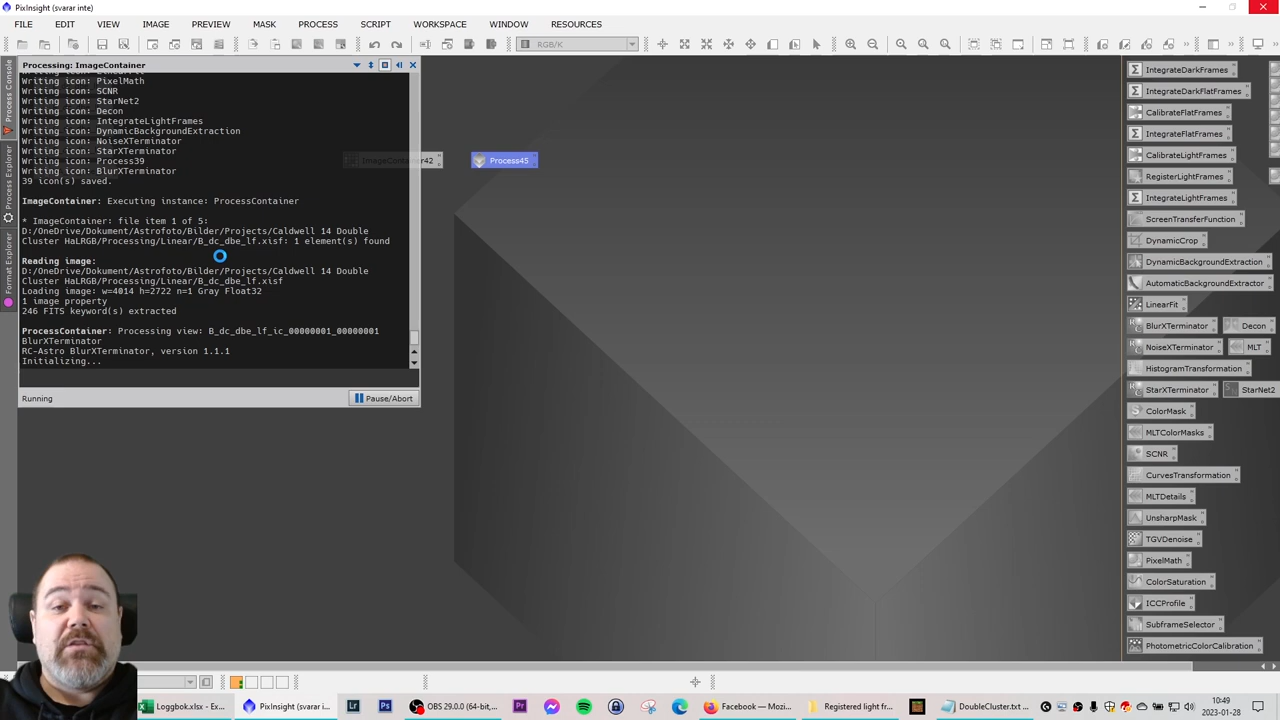 PixInsight (svarar inte)
FILE EDIT VIEW IMAGE PREVIEW MASK PROCESS SCRIPT WORKSPACE WINDOW RESOURCES
RGB/K
Process Console
Process Explorer
Format Explorer
Processing: ImageContainer
Writing icon: PixelMath
Writing icon: SCNR
Writing icon: StarNet2
Writing icon: Decon
Writing icon: IntegrateLightFrames
Writing icon: DynamicBackgroundExtraction
Writing icon: NoiseXTerminator
Writing icon: StarXTerminator
Writing icon: Process39
Writing icon: BlurXTerminator
39 icon(s) saved.
ImageContainer: Executing instance: ProcessContainer
* ImageContainer: file item 1 of 5:
D:/OneDrive/Dokument/Astrofoto/Bilder/Projects/Caldwell 14 Double
Cluster HaLRGB/Processing/Linear/B_dc_dbe_lf.xisf: 1 element(s) found
Reading image:
D:/OneDrive/Dokument/Astrofoto/Bilder/Projects/Caldwell 14 Double
Cluster HaLRGB/Processing/Linear/B_dc_dbe_lf.xisf
Loading image: w=4014 h=2722 n=1 Gray Float32
1 image property
246 FITS keyword(s) extracted
ProcessContainer: Processing view: B_dc_dbe_lf_ic_00000001_00000001
BlurXTerminator
RC-Astro BlurXTerminator, version 1.1.1
Initializing...
Running
Pause/Abort
ImageContainer42
Process45
IntegrateDarkFrames
IntegrateDarkFlatFrames
CalibrateFlatFrames
IntegrateFlatFrames
CalibrateLightFrames
RegisterLightFrames
IntegrateLightFrames
ScreenTransferFunction
DynamicCrop
DynamicBackgroundExtraction
AutomaticBackgroundExtractor
LinearFit
BlurXTerminator Decon
NoiseXTerminator MLT
HistogramTransformation
StarXTerminator StarNet2
ColorMask
MLTColorMasks
SCNR
CurvesTransformation
MLTDetails
UnsharpMask
TGVDenoise
PixelMath
ColorSaturation
ICCProfile
SubframeSelector
PhotometricColorCalibration
Loggbok.xlsx - Ex...
PixInsight (svarar i...
OBS 29.0.0 (64-bit,...
Facebook — Mozi...
Registered light fr...
DoubleCluster.txt ...
10:49
2023-01-28